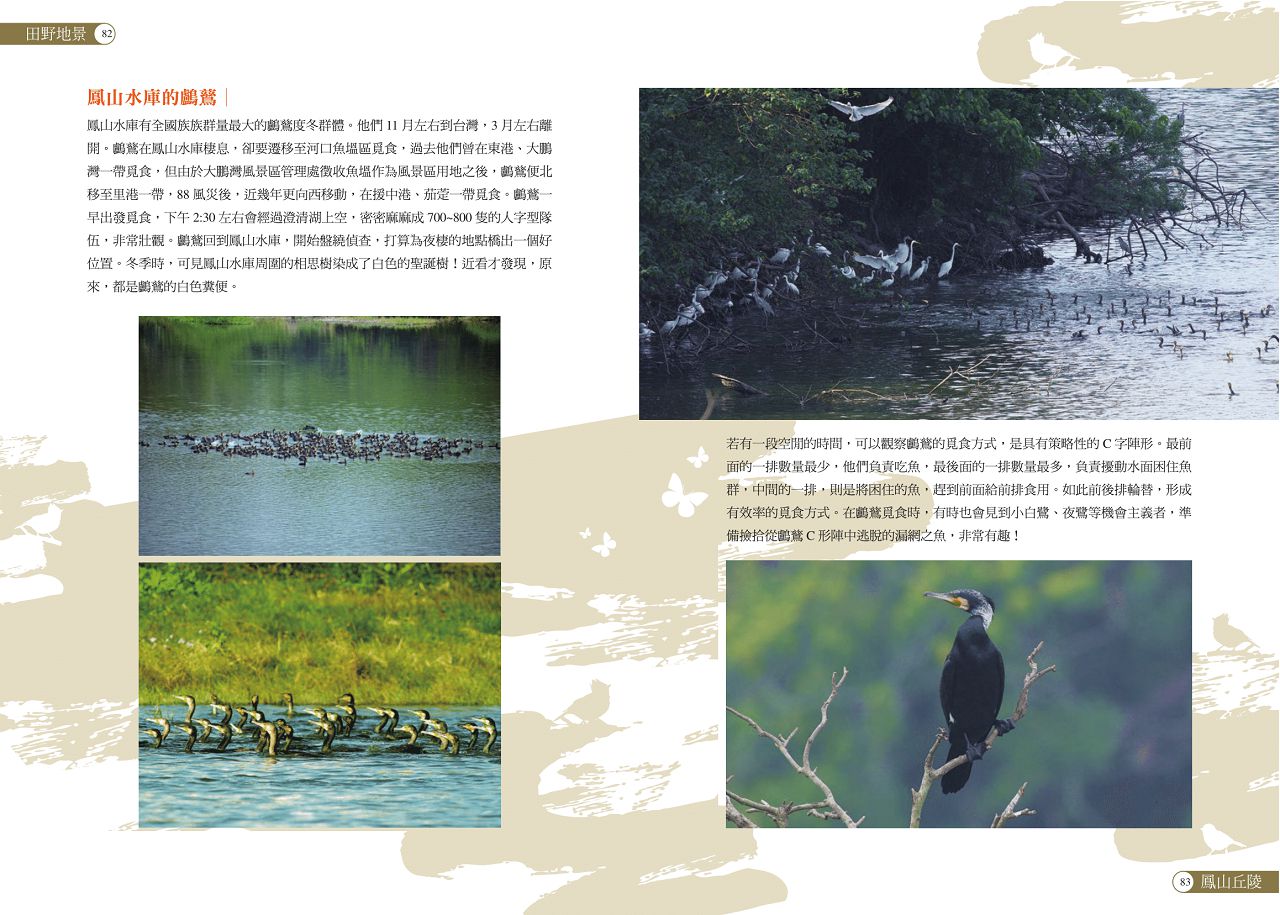 田野地景 82
鳳山水庫的鸕鶿｜
鳳山水庫有全國族族群量最大的鸕鶿度冬群體。他們 11 月左右到台灣，3 月左右離
開。鸕鶿在鳳山水庫棲息，卻要遷移至河口魚塭區覓食，過去他們曾在東港、大鵬
灣一帶覓食，但由於大鵬灣風景區管理處徵收魚塭作為風景區用地之後，鸕鶿便北
移至里港一帶，88 風災後，近幾年更向西移動，在援中港、茄萣一帶覓食。鸕鶿一
早出發覓食，下午 2:30 左右會經過澄清湖上空，密密麻麻成 700~800 隻的人字型隊
伍，非常壯觀。鸕鶿回到鳳山水庫，開始盤繞偵查，打算為夜棲的地點橋出一個好
位置。冬季時，可見鳳山水庫周圍的相思樹染成了白色的聖誕樹！近看才發現，原
來，都是鸕鶿的白色糞便。
若有一段空閒的時間，可以觀察鸕鶿的覓食方式，是具有策略性的 C 字陣形。最前
面的一排數量最少，他們負責吃魚，最後面的一排數量最多，負責擾動水面困住魚
群，中間的一排，則是將困住的魚，趕到前面給前排食用。如此前後排輪替，形成
有效率的覓食方式。在鸕鶿覓食時，有時也會見到小白鷺、夜鷺等機會主義者，準
備撿拾從鸕鶿 C 形陣中逃脫的漏網之魚，非常有趣！
83 鳳山丘陵